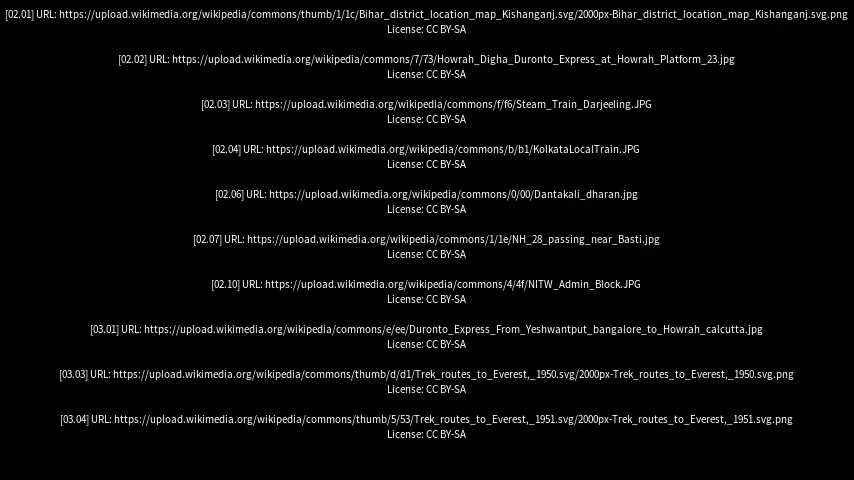 [02.01] URL: https://upload.wikimedia.org/wikipedia/commons/thumb/1/1c/Bihar_district_location_map_Kishanganj.svg/2000px-Bihar_district_location_map_Kishanganj.svg.png
License: CC BY-SA
[02.02] URL: https://upload.wikimedia.org/wikipedia/commons/7/73/Howrah_Digha_Duronto_Express_at_Howrah_Platform_23.jpg
License: CC BY-SA
[02.03] URL: https://upload.wikimedia.org/wikipedia/commons/f/f6/Steam_Train_Darjeeling.JPG
License: CC BY-SA
[02.04] URL: https://upload.wikimedia.org/wikipedia/commons/b/b1/KolkataLocalTrain.JPG
License: CC BY-SA
[02.06] URL: https://upload.wikimedia.org/wikipedia/commons/0/00/Dantakali_dharan.jpg
License: CC BY-SA
[02.07] URL: https://upload.wikimedia.org/wikipedia/commons/1/1e/NH_28_passing_near_Basti.jpg
License: CC BY-SA
[02.10] URL: https://upload.wikimedia.org/wikipedia/commons/4/4f/NITW_Admin_Block.JPG
License: CC BY-SA
[03.01] URL: https://upload.wikimedia.org/wikipedia/commons/e/ee/Duronto_Express_From_Yeshwantput_bangalore_to_Howrah_calcutta.jpg
License: CC BY-SA
[03.03] URL: https://upload.wikimedia.org/wikipedia/commons/thumb/d/d1/Trek_routes_to_Everest,_1950.svg/2000px-Trek_routes_to_Everest,_1950.svg.png
License: CC BY-SA
[03.04] URL: https://upload.wikimedia.org/wikipedia/commons/thumb/5/53/Trek_routes_to_Everest,_1951.svg/2000px-Trek_routes_to_Everest,_1951.svg.png
License: CC BY-SA